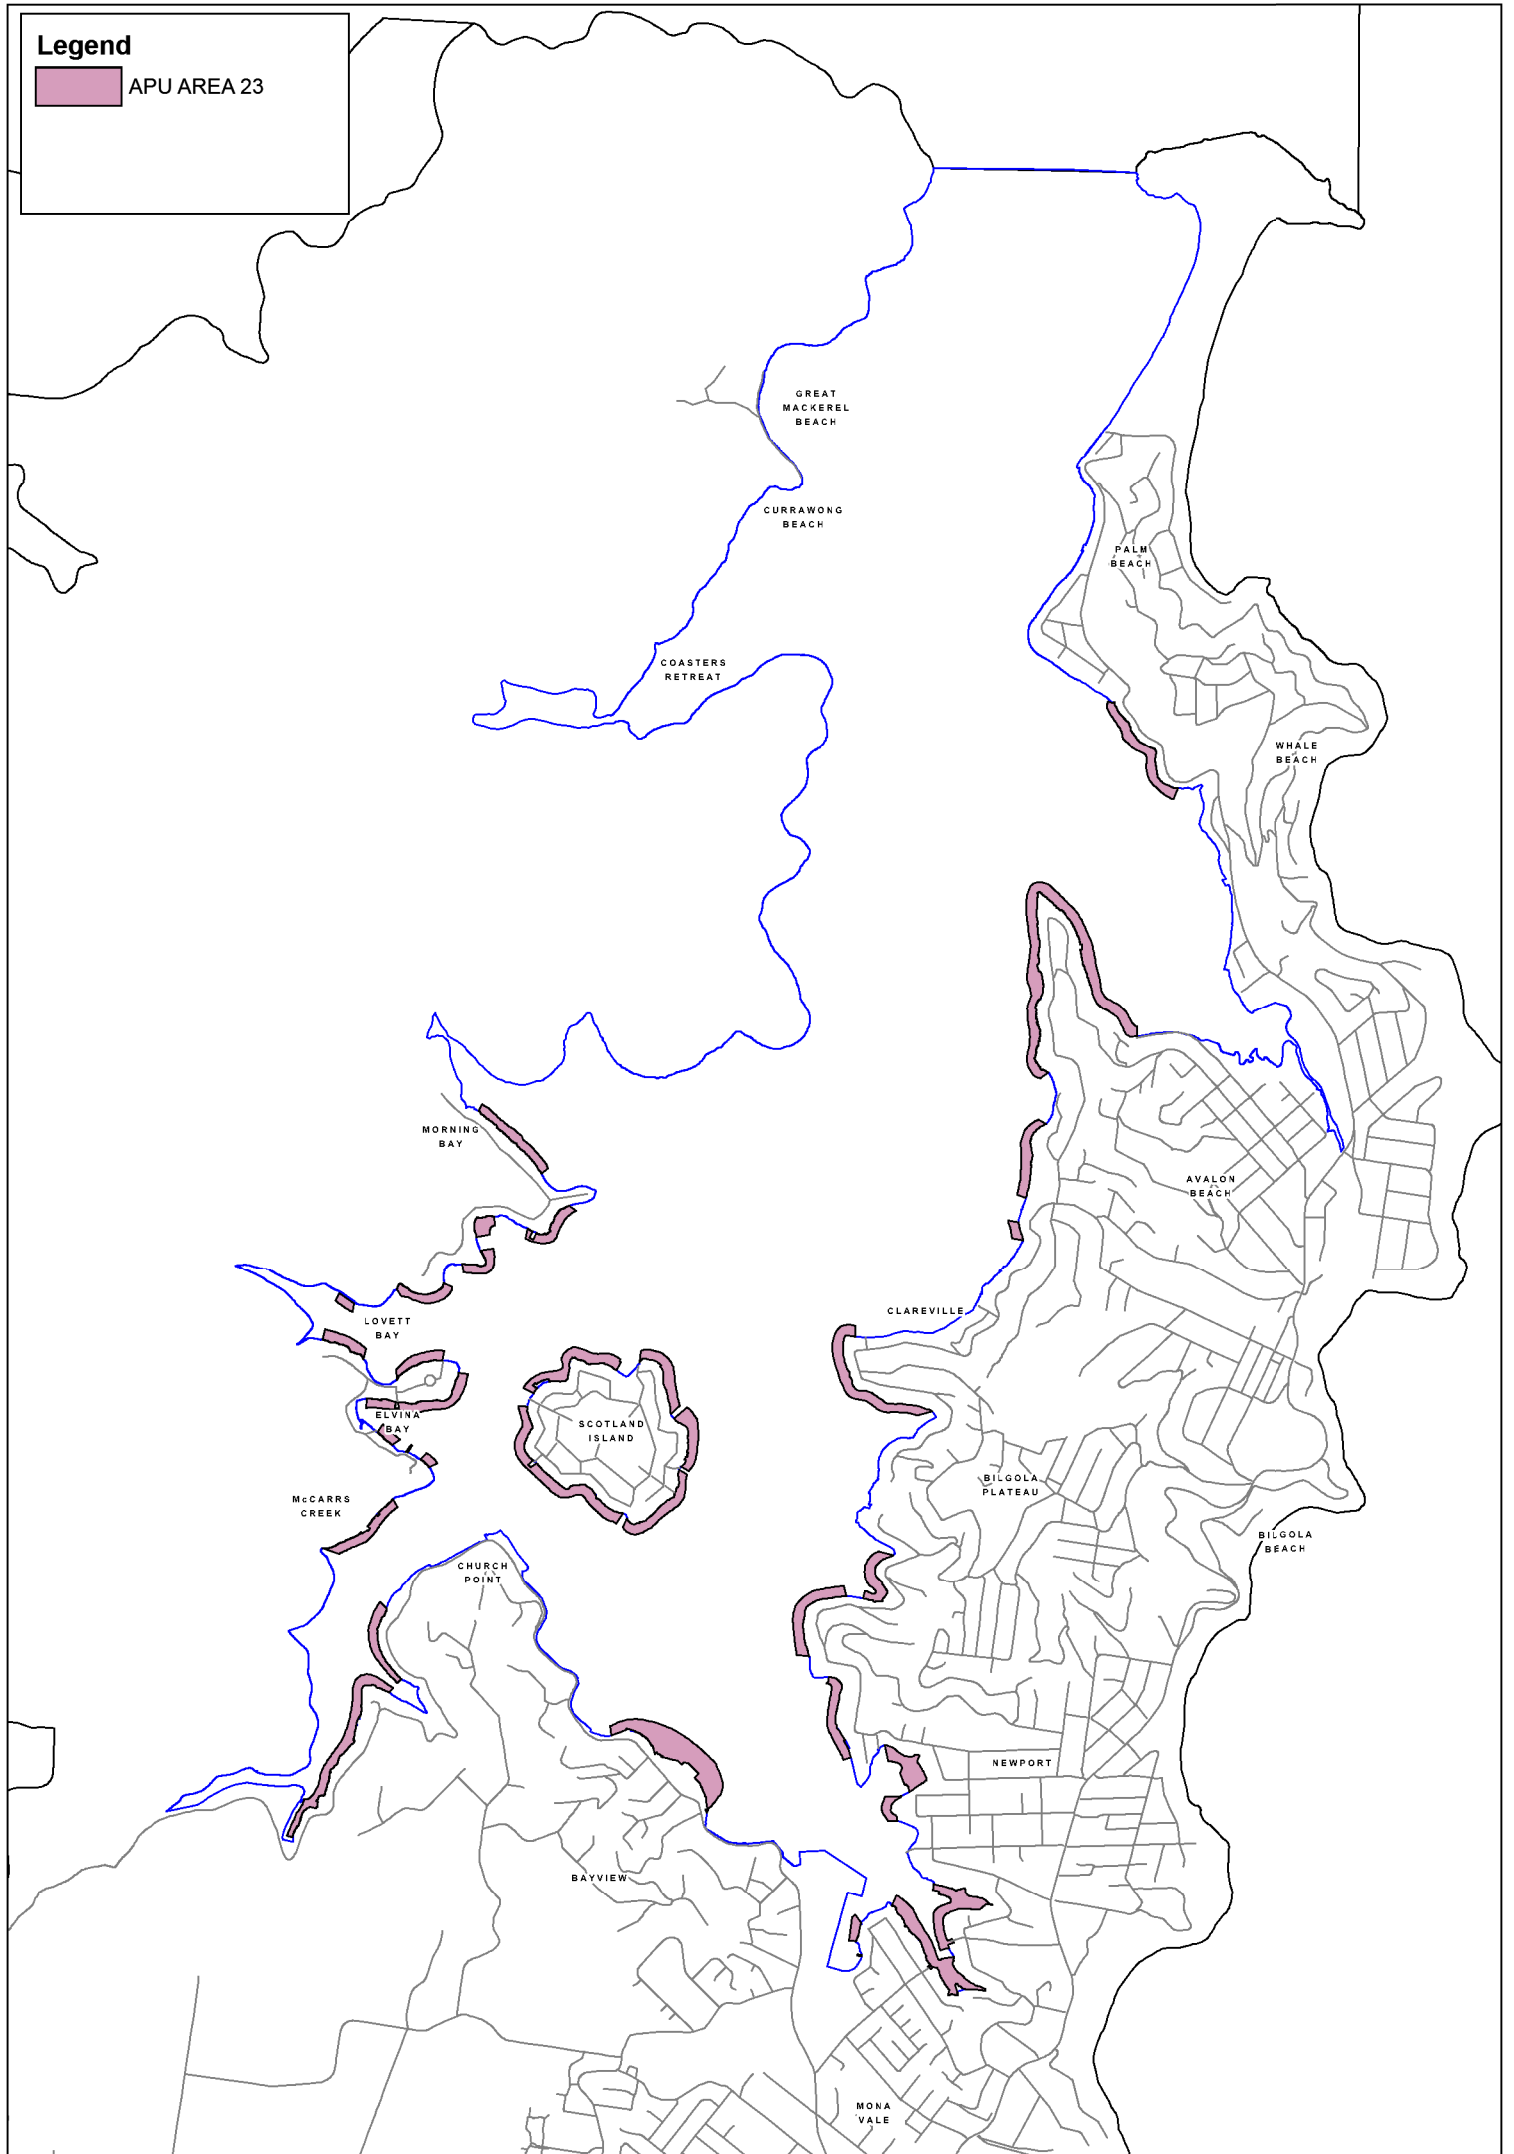 Legend
APU AREA 23
GREAT
MACKEREL
BEACH
CURRAWONG
BEACH
PALM
BEACH
COASTERS
RETREAT
WHALE
BEACH
MORNING
BAY
AVALON
BEACH
CLAREVILLE
LOVETT
BAY
ELVINA
BAY
SCOTLAND
ISLAND
BILGOLA
PLATEAU
McCARRS
CREEK
BILGOLA
BEACH
CHURCH
POINT
NEWPORT
BAYVIEW
MONA
VALE